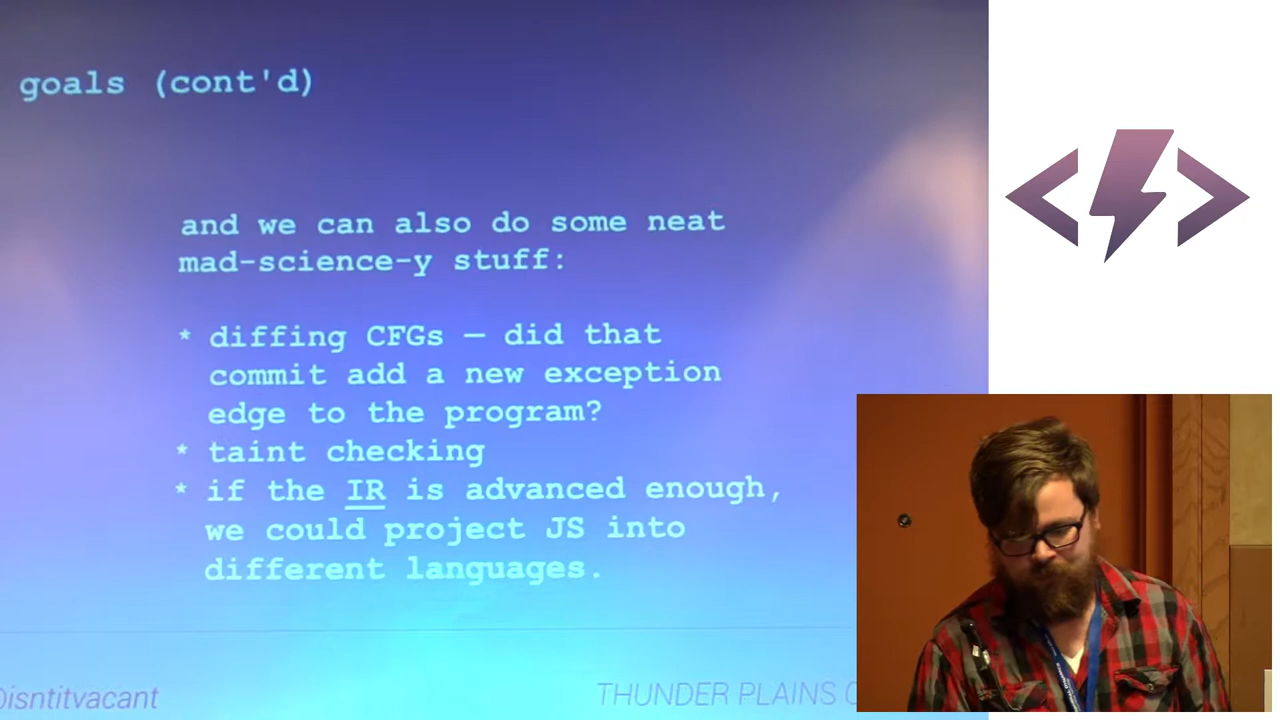 goals (cont'd)
and we can also do some neat
mad-science-y stuff:
* diffing CFGs — did that
commit add a new exception
edge to the program?
* taint checking
* if the IR is advanced enough,
we could project JS into
different languages.
@isntitvacant
THUNDER PLAINS C